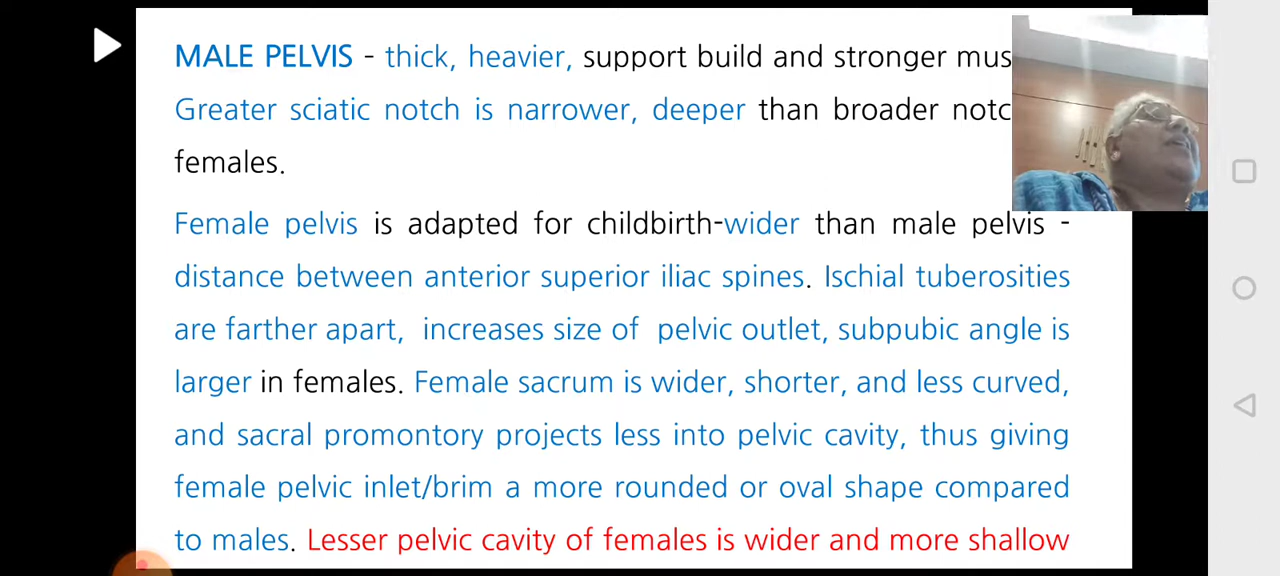 MALE PELVIS - thick, heavier, support build and stronger
Greater sciatic notch is narrower, deeper than broader
females.
Female pelvis is adapted for childbirth-wider than male pelvis -
distance between anterior superior iliac spines. Ischial tuberosities
are farther apart, increases size of pelvic outlet, subpubic angle is
larger in females. Female sacrum is wider, shorter, and less curved,
and sacral promontory projects less into pelvic cavity, thus giving
female pelvic inlet/brim a more rounded or oval shape compared
to males. Lesser pelvic cavity of females is wider and more shallow